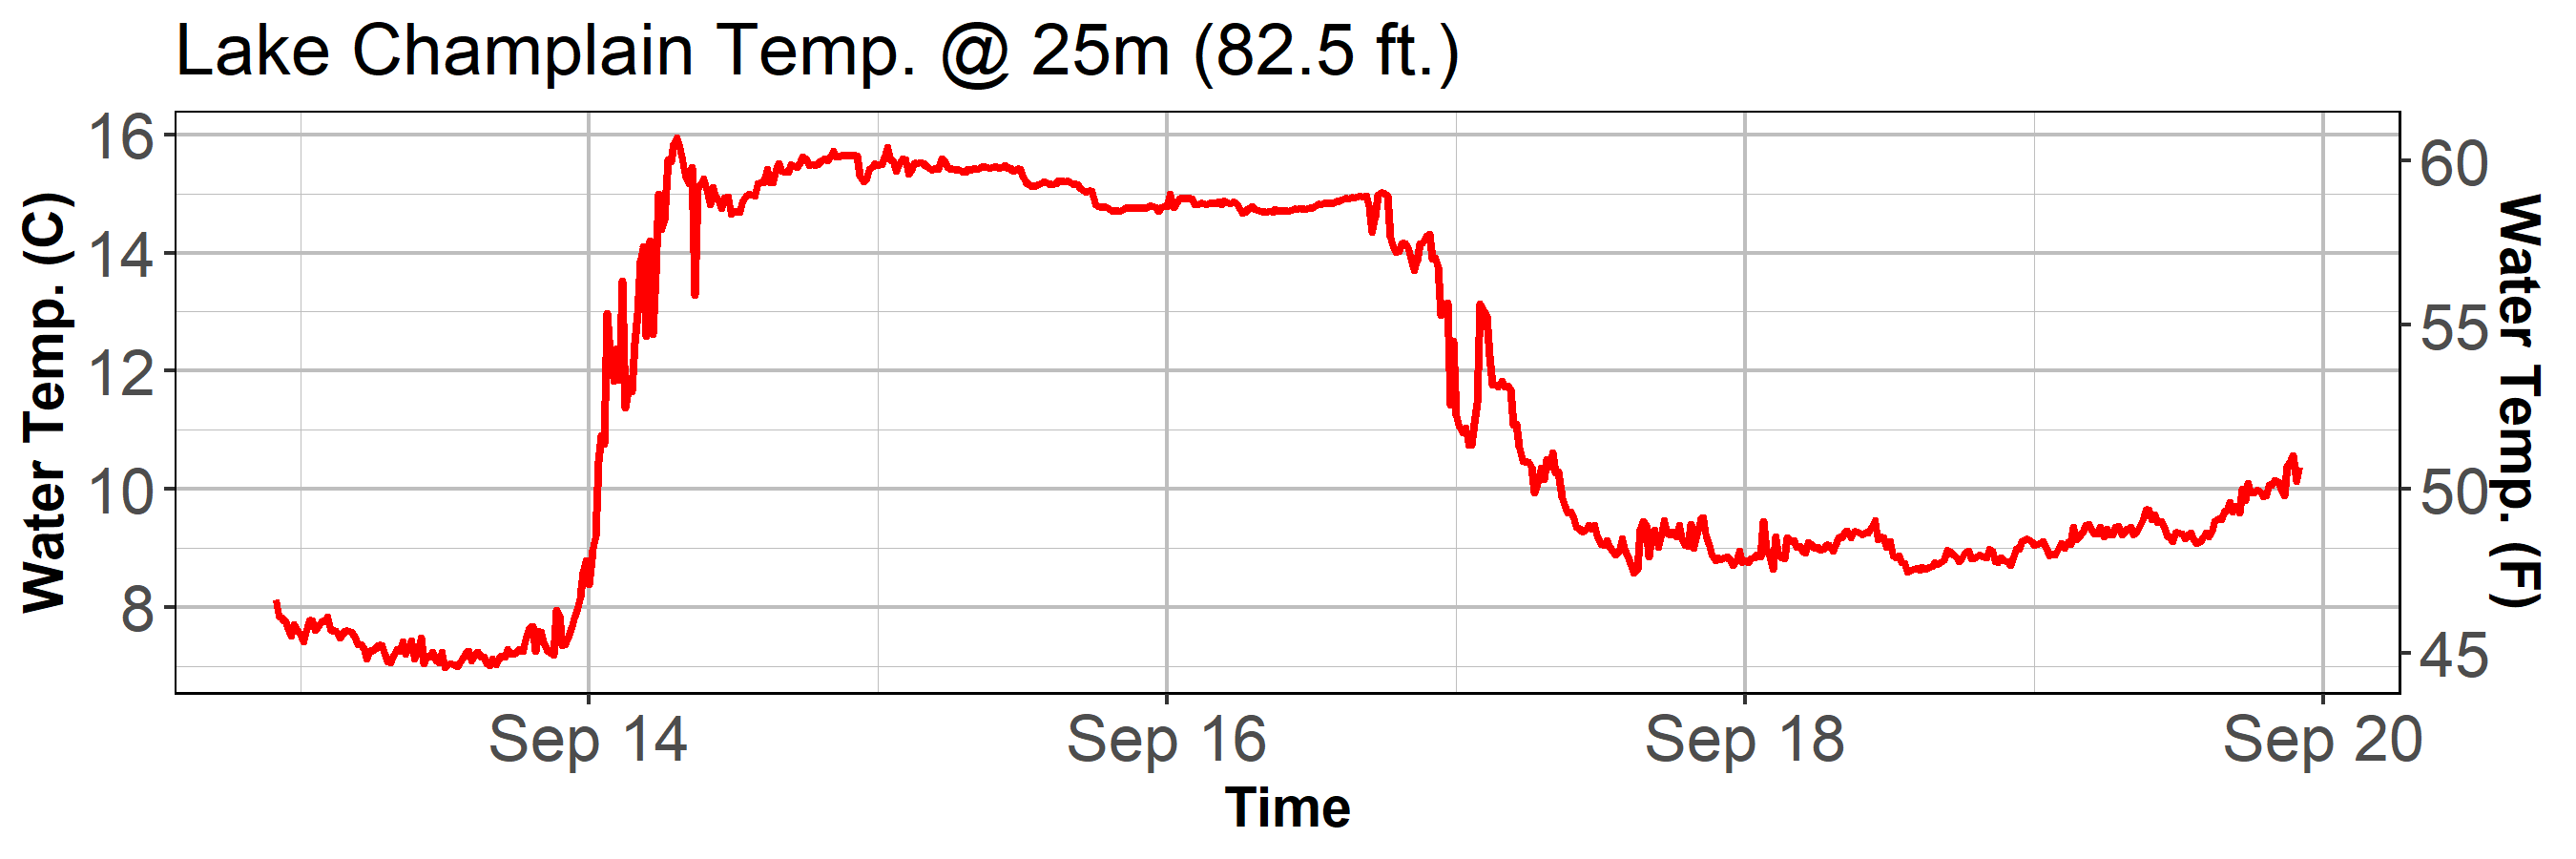 Lake Champlain Temp. @ 25m (82.5 ft.)
Water Temp. (C)
16
14
12
10
8
60
55
50
45
Water Temp. (F)
Sep 14
Sep 16
Sep 18
Sep 20
Time